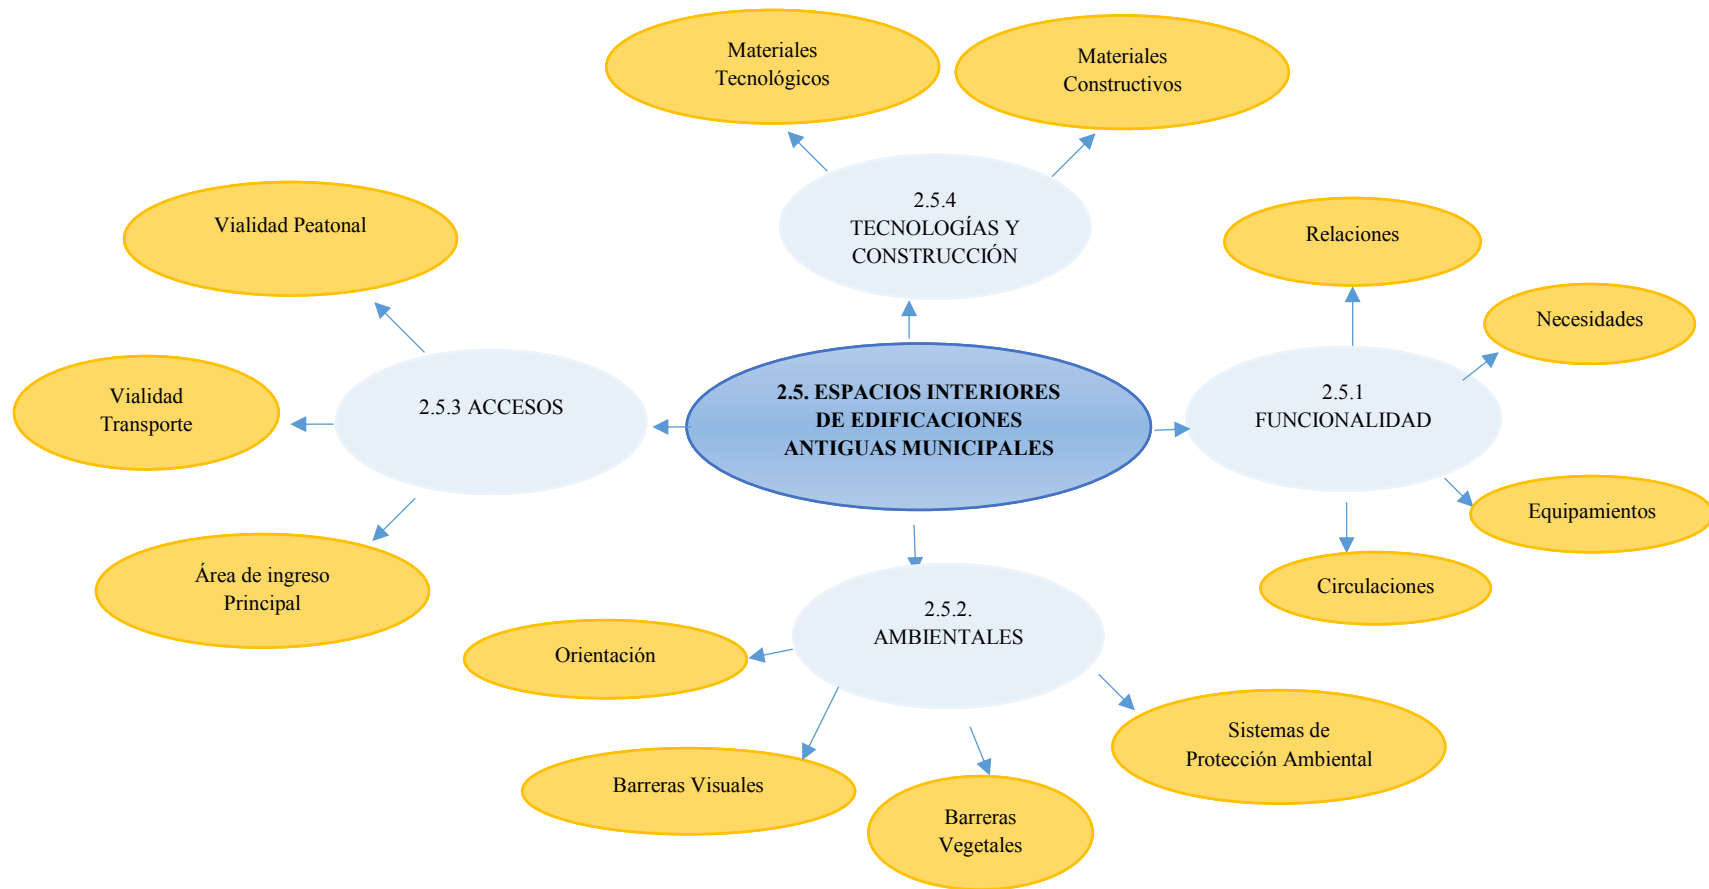 Materiales
Tecnológicos
Materiales
Constructivos
2.5.4
TECNOLOGÍAS Y
CONSTRUCCIÓN
Vialidad Peatonal
Relaciones
Necesidades
Vialidad
Transporte
2.5.3 ACCESOS
2.5. ESPACIOS INTERIORES
DE EDIFICACIONES
ANTIGUAS MUNICIPALES
2.5.1
FUNCIONALIDAD
Equipamientos
Circulaciones
Área de ingreso
Principal
2.5.2.
AMBIENTALES
Orientación
Barreras Visuales
Barreras
Vegetales
Sistemas de
Protección Ambiental